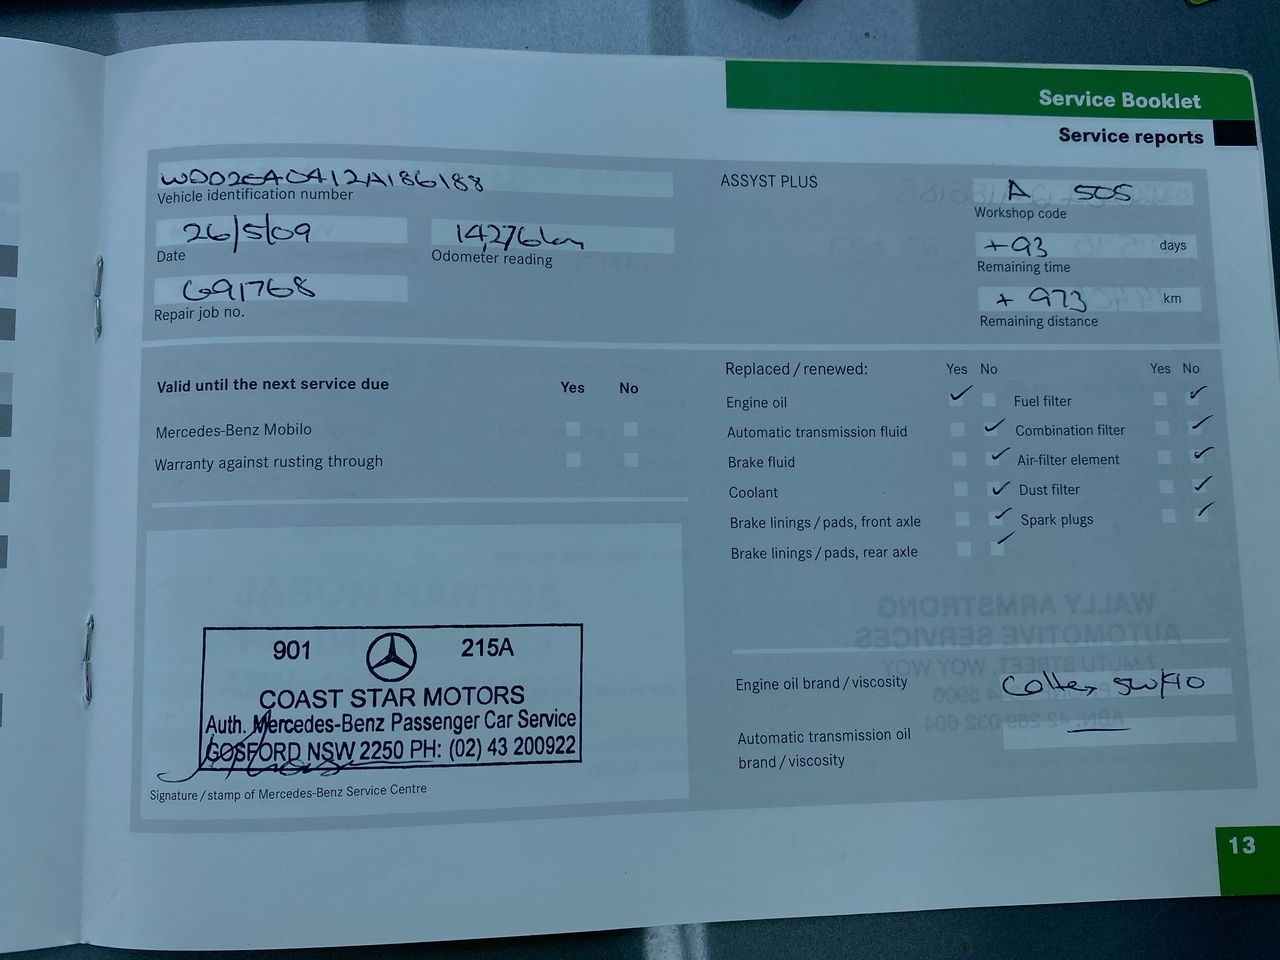 Service Booklet
Service reports
WDD2EA0A12A186188
Vehicle identification number
26/5/09
Date
14,276km
Odometer reading
G91768
Repair job no.
ASSYST PLUS
A 505
Workshop code
+93 days
Remaining time
+ 973 km
Remaining distance
Valid until the next service due Yes No
Mercedes-Benz Mobilo
Warranty against rusting through
Replaced / renewed: Yes No Yes No
Engine oil Fuel filter
Automatic transmission fluid Combination filter
Brake fluid Air-filter element
Coolant Dust filter
Brake linings / pads, front axle Spark plugs
Brake linings / pads, rear axle
901 215A
COAST STAR MOTORS
Auth. Mercedes-Benz Passenger Car Service
GOSFORD NSW 2250 PH: (02) 43 200922
Signature / stamp of Mercedes-Benz Service Centre
Engine oil brand / viscosity 5W/40
Automatic transmission oil
brand / viscosity
13